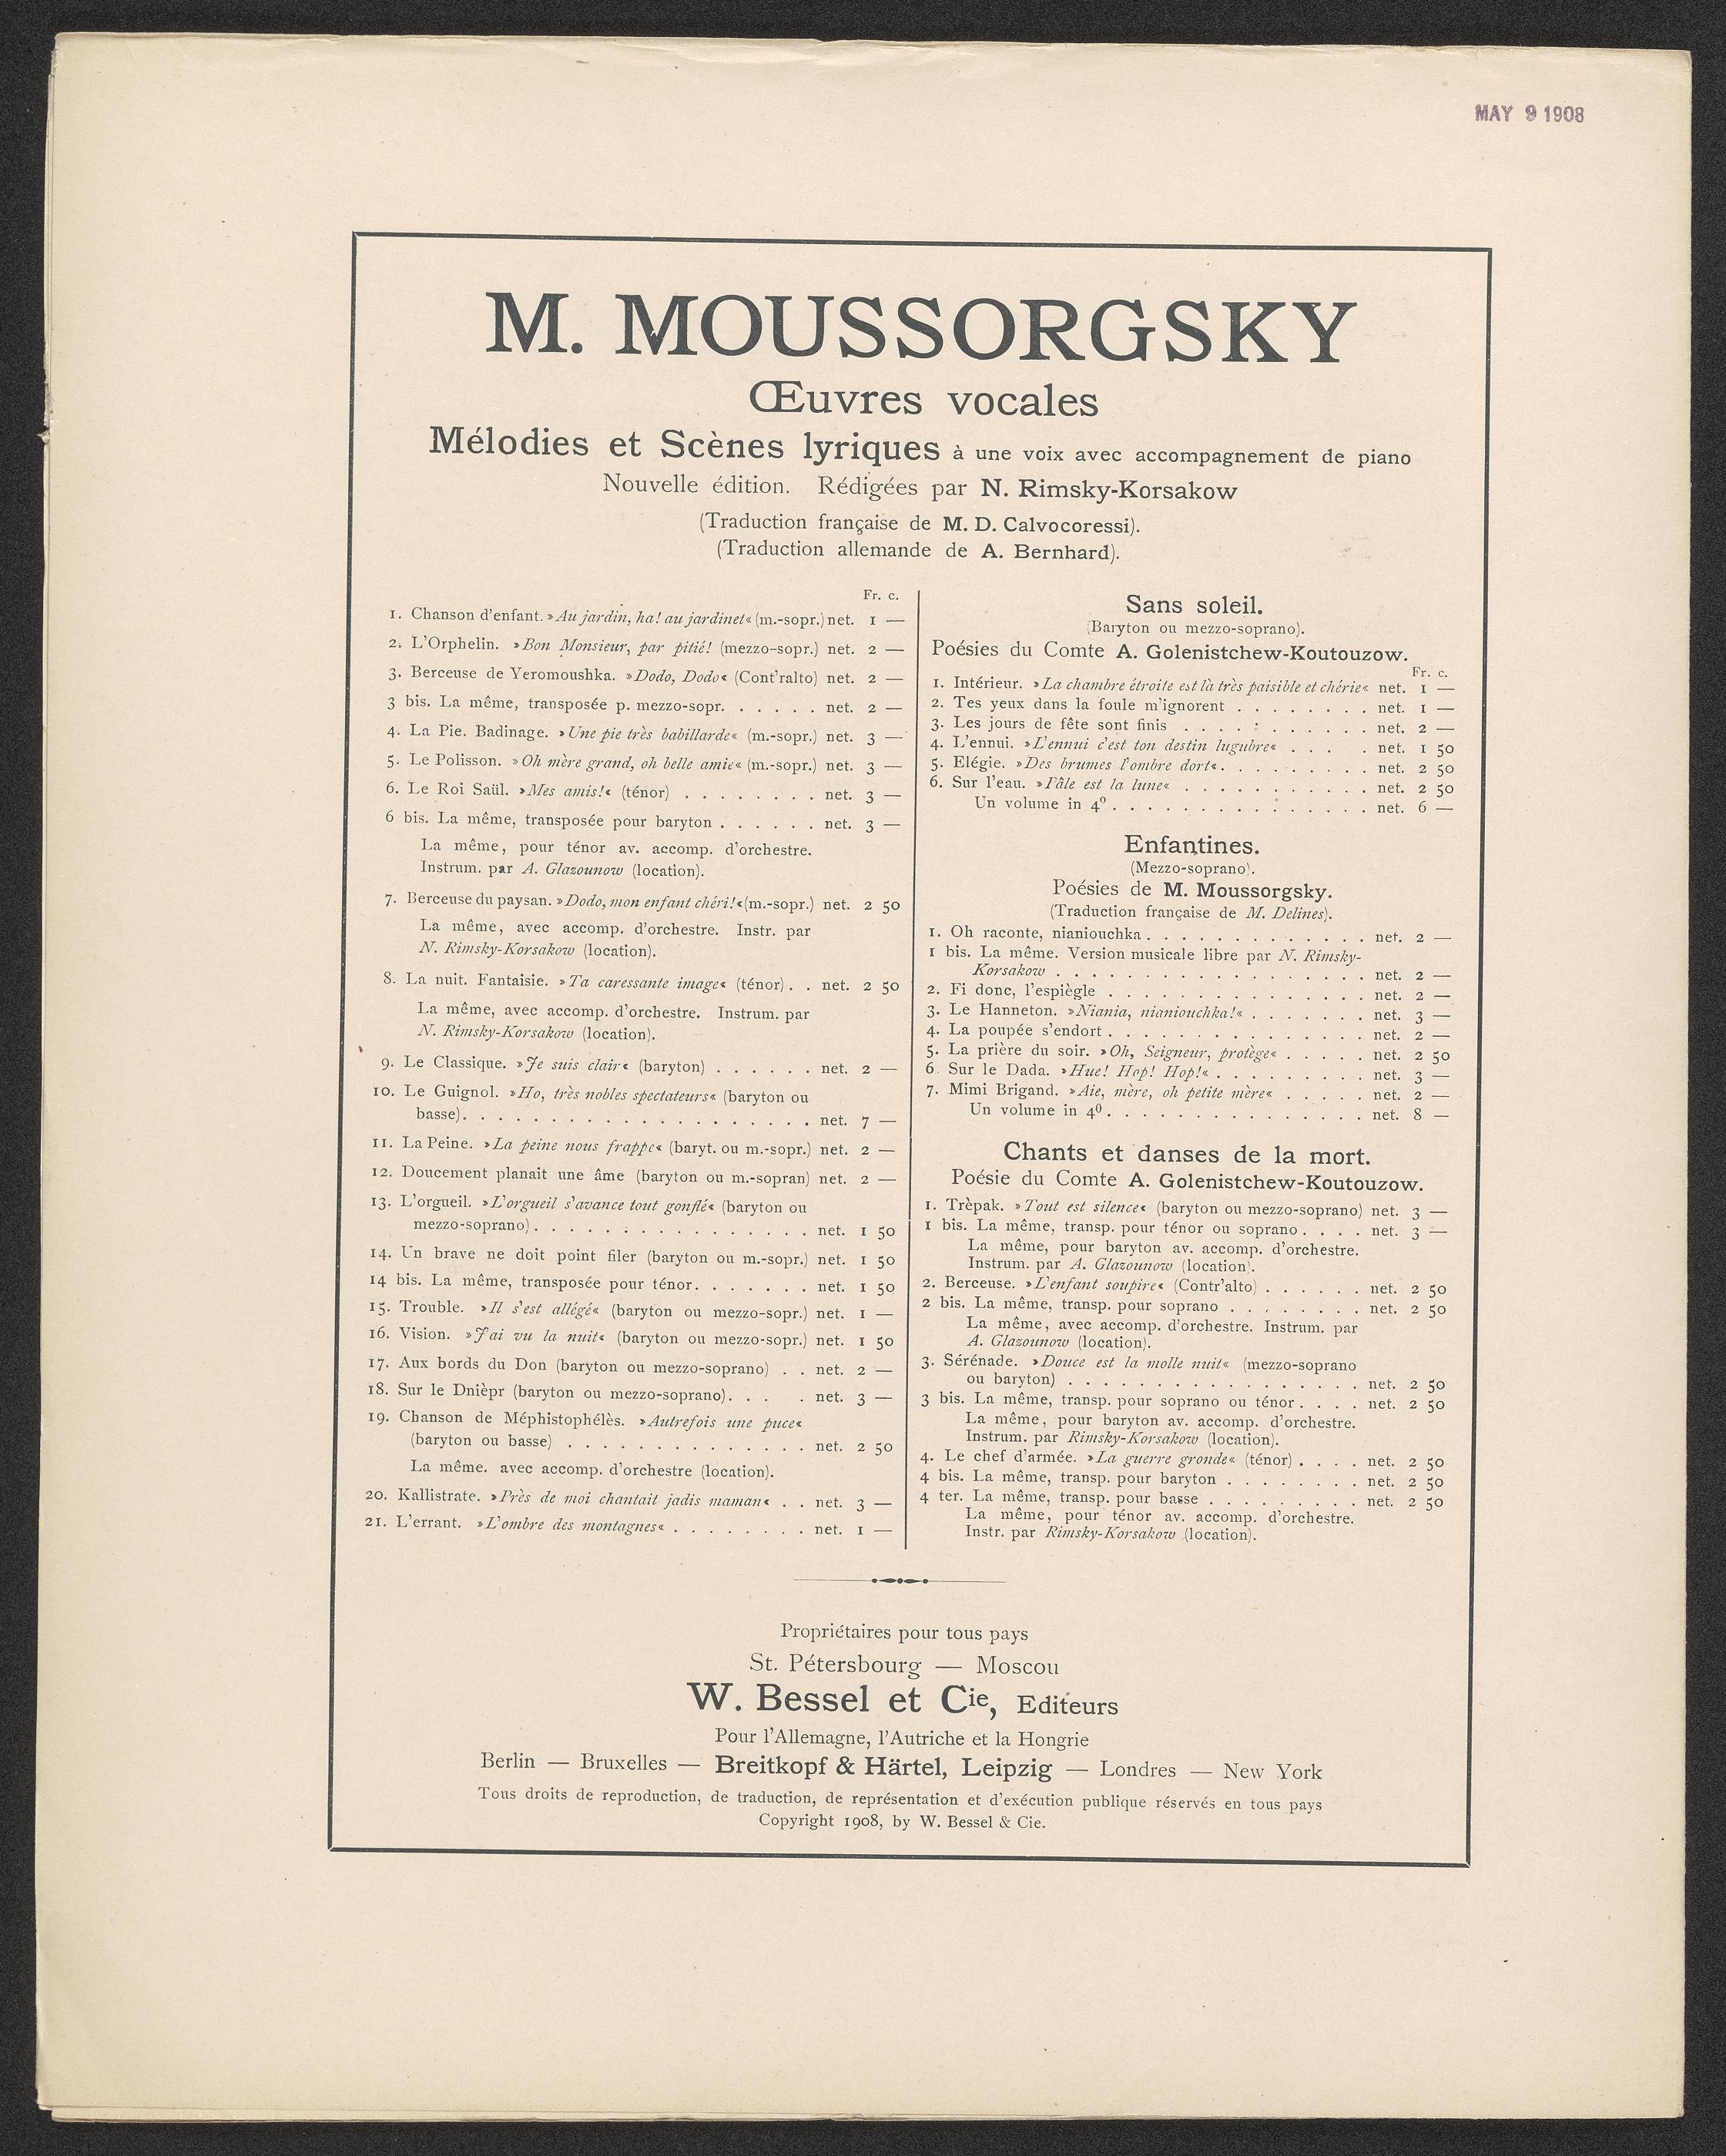 MAY 9 1908
M. MOUSSORGSKY
Œuvres vocales
Mélodies et Scènes lyriques à une voix avec accompagnement de piano
Nouvelle édition. Rédigées par N. Rimsky-Korsakow
(Traduction française de M. D. Calvocoressi).
(Traduction allemande de A. Bernhard).
Fr. c.
1. Chanson d'enfant. »Au jardin, ha! au jardinet« (m.-sopr.) net. 1 —
2. L'Orphelin. »Bon Monsieur, par pitié! (mezzo-sopr.) net. 2 —
3. Berceuse de Yeromoushka. »Dodo, Dodo« (Cont'ralto) net. 2 —
3 bis. La même, transposée p. mezzo-sopr. . . . . . net. 2 —
4. La Pie. Badinage. »Une pie très babillarde« (m.-sopr.) net. 3 —
5. Le Polisson. »Oh mère grand, oh belle amie« (m.-sopr.) net. 3 —
6. Le Roi Saül. »Mes amis!« (ténor) . . . . . . . . net. 3 —
6 bis. La même, transposée pour baryton . . . . . . net. 3 —
La même, pour ténor av. accomp. d'orchestre.
Instrum. par A. Glazounow (location).
7. Berceuse du paysan. »Dodo, mon enfant chéri!« (m.-sopr.) net. 2 50
La même, avec accomp. d'orchestre. Instr. par
N. Rimsky-Korsakow (location).
8. La nuit. Fantaisie. »Ta caressante image« (ténor) . . net. 2 50
La même, avec accomp. d'orchestre. Instrum. par
N. Rimsky-Korsakow (location).
9. Le Classique. »Je suis clair« (baryton) . . . . . . net. 2 —
10. Le Guignol. »Ho, très nobles spectateurs« (baryton ou
basse). . . . . . . . . . . . . . . . . . . net. 7 —
11. La Peine. »La peine nous frappe« (baryt. ou m.-sopr.) net. 2 —
12. Doucement planait une âme (baryton ou m.-sopran) net. 2 —
13. L'orgueil. »L'orgueil s'avance tout gonflé« (baryton ou
mezzo-soprano) . . . . . . . . . . . . . . . net. 1 50
14. Un brave ne doit point filer (baryton ou m.-sopr.) net. 1 50
14 bis. La même, transposée pour ténor. . . . . . . net. 1 50
15. Trouble. »Il s'est allégé« (baryton ou mezzo-sopr.) net. 1 —
16. Vision. »J'ai vu la nuit« (baryton ou mezzo-sopr.) net. 1 50
17. Aux bords du Don (baryton ou mezzo-soprano) . . net. 2 —
18. Sur le Dnièpr (baryton ou mezzo-soprano). . . . net. 3 —
19. Chanson de Méphistophélès. »Autrefois une puce«
(baryton ou basse) . . . . . . . . . . . . . net. 2 50
La même. avec accomp. d'orchestre (location).
20. Kallistrate. »Près de moi chantait jadis maman« . . net. 3 —
21. L'errant. »L'ombre des montagnes« . . . . . . . . net. 1 —
Sans soleil.
(Baryton ou mezzo-soprano).
Poésies du Comte A. Golenistchew-Koutouzow.
Fr. c.
1. Intérieur. »La chambre étroite est là très paisible et chérie« net. 1 —
2. Tes yeux dans la foule m'ignorent . . . . . . . . net. 1 —
3. Les jours de fête sont finis . . . . . . . . . . net. 2 —
4. L'ennui. »L'ennui c'est ton destin lugubre« . . . . net. 1 50
5. Elégie. »Des brumes l'ombre dort«. . . . . . . . . net. 2 50
6. Sur l'eau. »Pâle est la lune« . . . . . . . . . . . net. 2 50
Un volume in 4º . . . . . . . . . . . . . . . net. 6 —
Enfantines.
(Mezzo-soprano).
Poésies de M. Moussorgsky.
(Traduction française de M. Delines).
1. Oh raconte, nianiouchka . . . . . . . . . . . . . net. 2 —
1 bis. La même. Version musicale libre par N. Rimsky-
Korsakow . . . . . . . . . . . . . . . . . . net. 2 —
2. Fi donc, l'espiègle . . . . . . . . . . . . . . net. 2 —
3. Le Hanneton. »Niania, nianiouchka!« . . . . . . . net. 3 —
4. La poupée s'endort . . . . . . . . . . . . . . . net. 2 —
5. La prière du soir. »Oh, Seigneur, protège« . . . . . net. 2 50
6 Sur le Dada. »Hue! Hop! Hop!« . . . . . . . . . net. 3 —
7. Mimi Brigand. »Aie, mère, oh petite mère« . . . . . net. 2 —
Un volume in 4º . . . . . . . . . . . . . . . net. 8 —
Chants et danses de la mort.
Poésie du Comte A. Golenistchew-Koutouzow.
1. Trèpak. »Tout est silence« (baryton ou mezzo-soprano) net. 3 —
1 bis. La même, transp. pour ténor ou soprano . . . . net. 3 —
La même, pour baryton av. accomp. d'orchestre.
Instrum. par A. Glazounow (location).
2. Berceuse. »L'enfant soupire« (Contr'alto) . . . . . . net. 2 50
2 bis. La même, transp. pour soprano . . . . . . . . net. 2 50
La même, avec accomp. d'orchestre. Instrum. par
A. Glazounow (location).
3. Sérénade. »Douce est la molle nuit« (mezzo-soprano
ou baryton) . . . . . . . . . . . . . . . . . net. 2 50
3 bis. La même, transp. pour soprano ou ténor . . . . net. 2 50
La même, pour baryton av. accomp. d'orchestre.
Instrum. par Rimsky-Korsakow (location).
4. Le chef d'armée. »La guerre gronde« (ténor) . . . . net. 2 50
4 bis. La même, transp. pour baryton . . . . . . . . net. 2 50
4 ter. La même, transp. pour basse . . . . . . . . . net. 2 50
La même, pour ténor av. accomp. d'orchestre.
Instr. par Rimsky-Korsakow (location).
Propriétaires pour tous pays
St. Pétersbourg — Moscou
W. Bessel et Cie, Editeurs
Pour l'Allemagne, l'Autriche et la Hongrie
Berlin — Bruxelles — Breitkopf & Härtel, Leipzig — Londres — New York
Tous droits de reproduction, de traduction, de représentation et d'exécution publique réservés en tous pays
Copyright 1908, by W. Bessel & Cie.